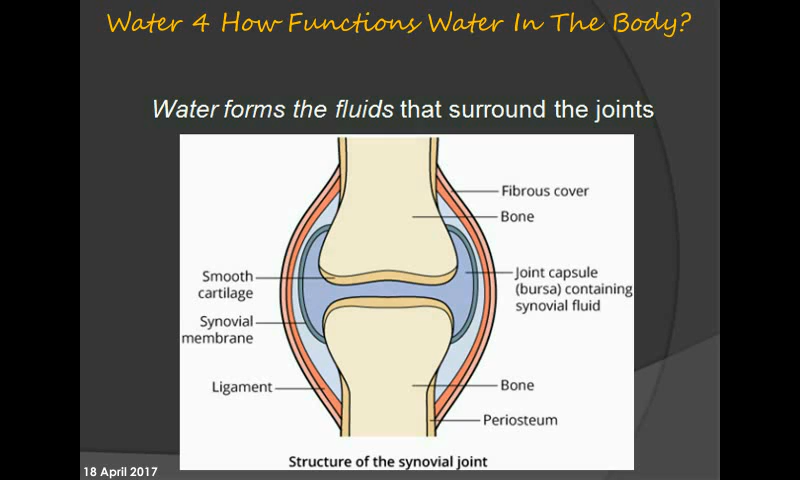 Water 4 How Functions Water In The Body?
Water forms the fluids that surround the joints
Fibrous cover
Bone
Smooth
cartilage
Joint capsule
(bursa) containing
synovial fluid
Synovial
membrane
Ligament
Bone
Periosteum
Structure of the synovial joint
18 April 2017